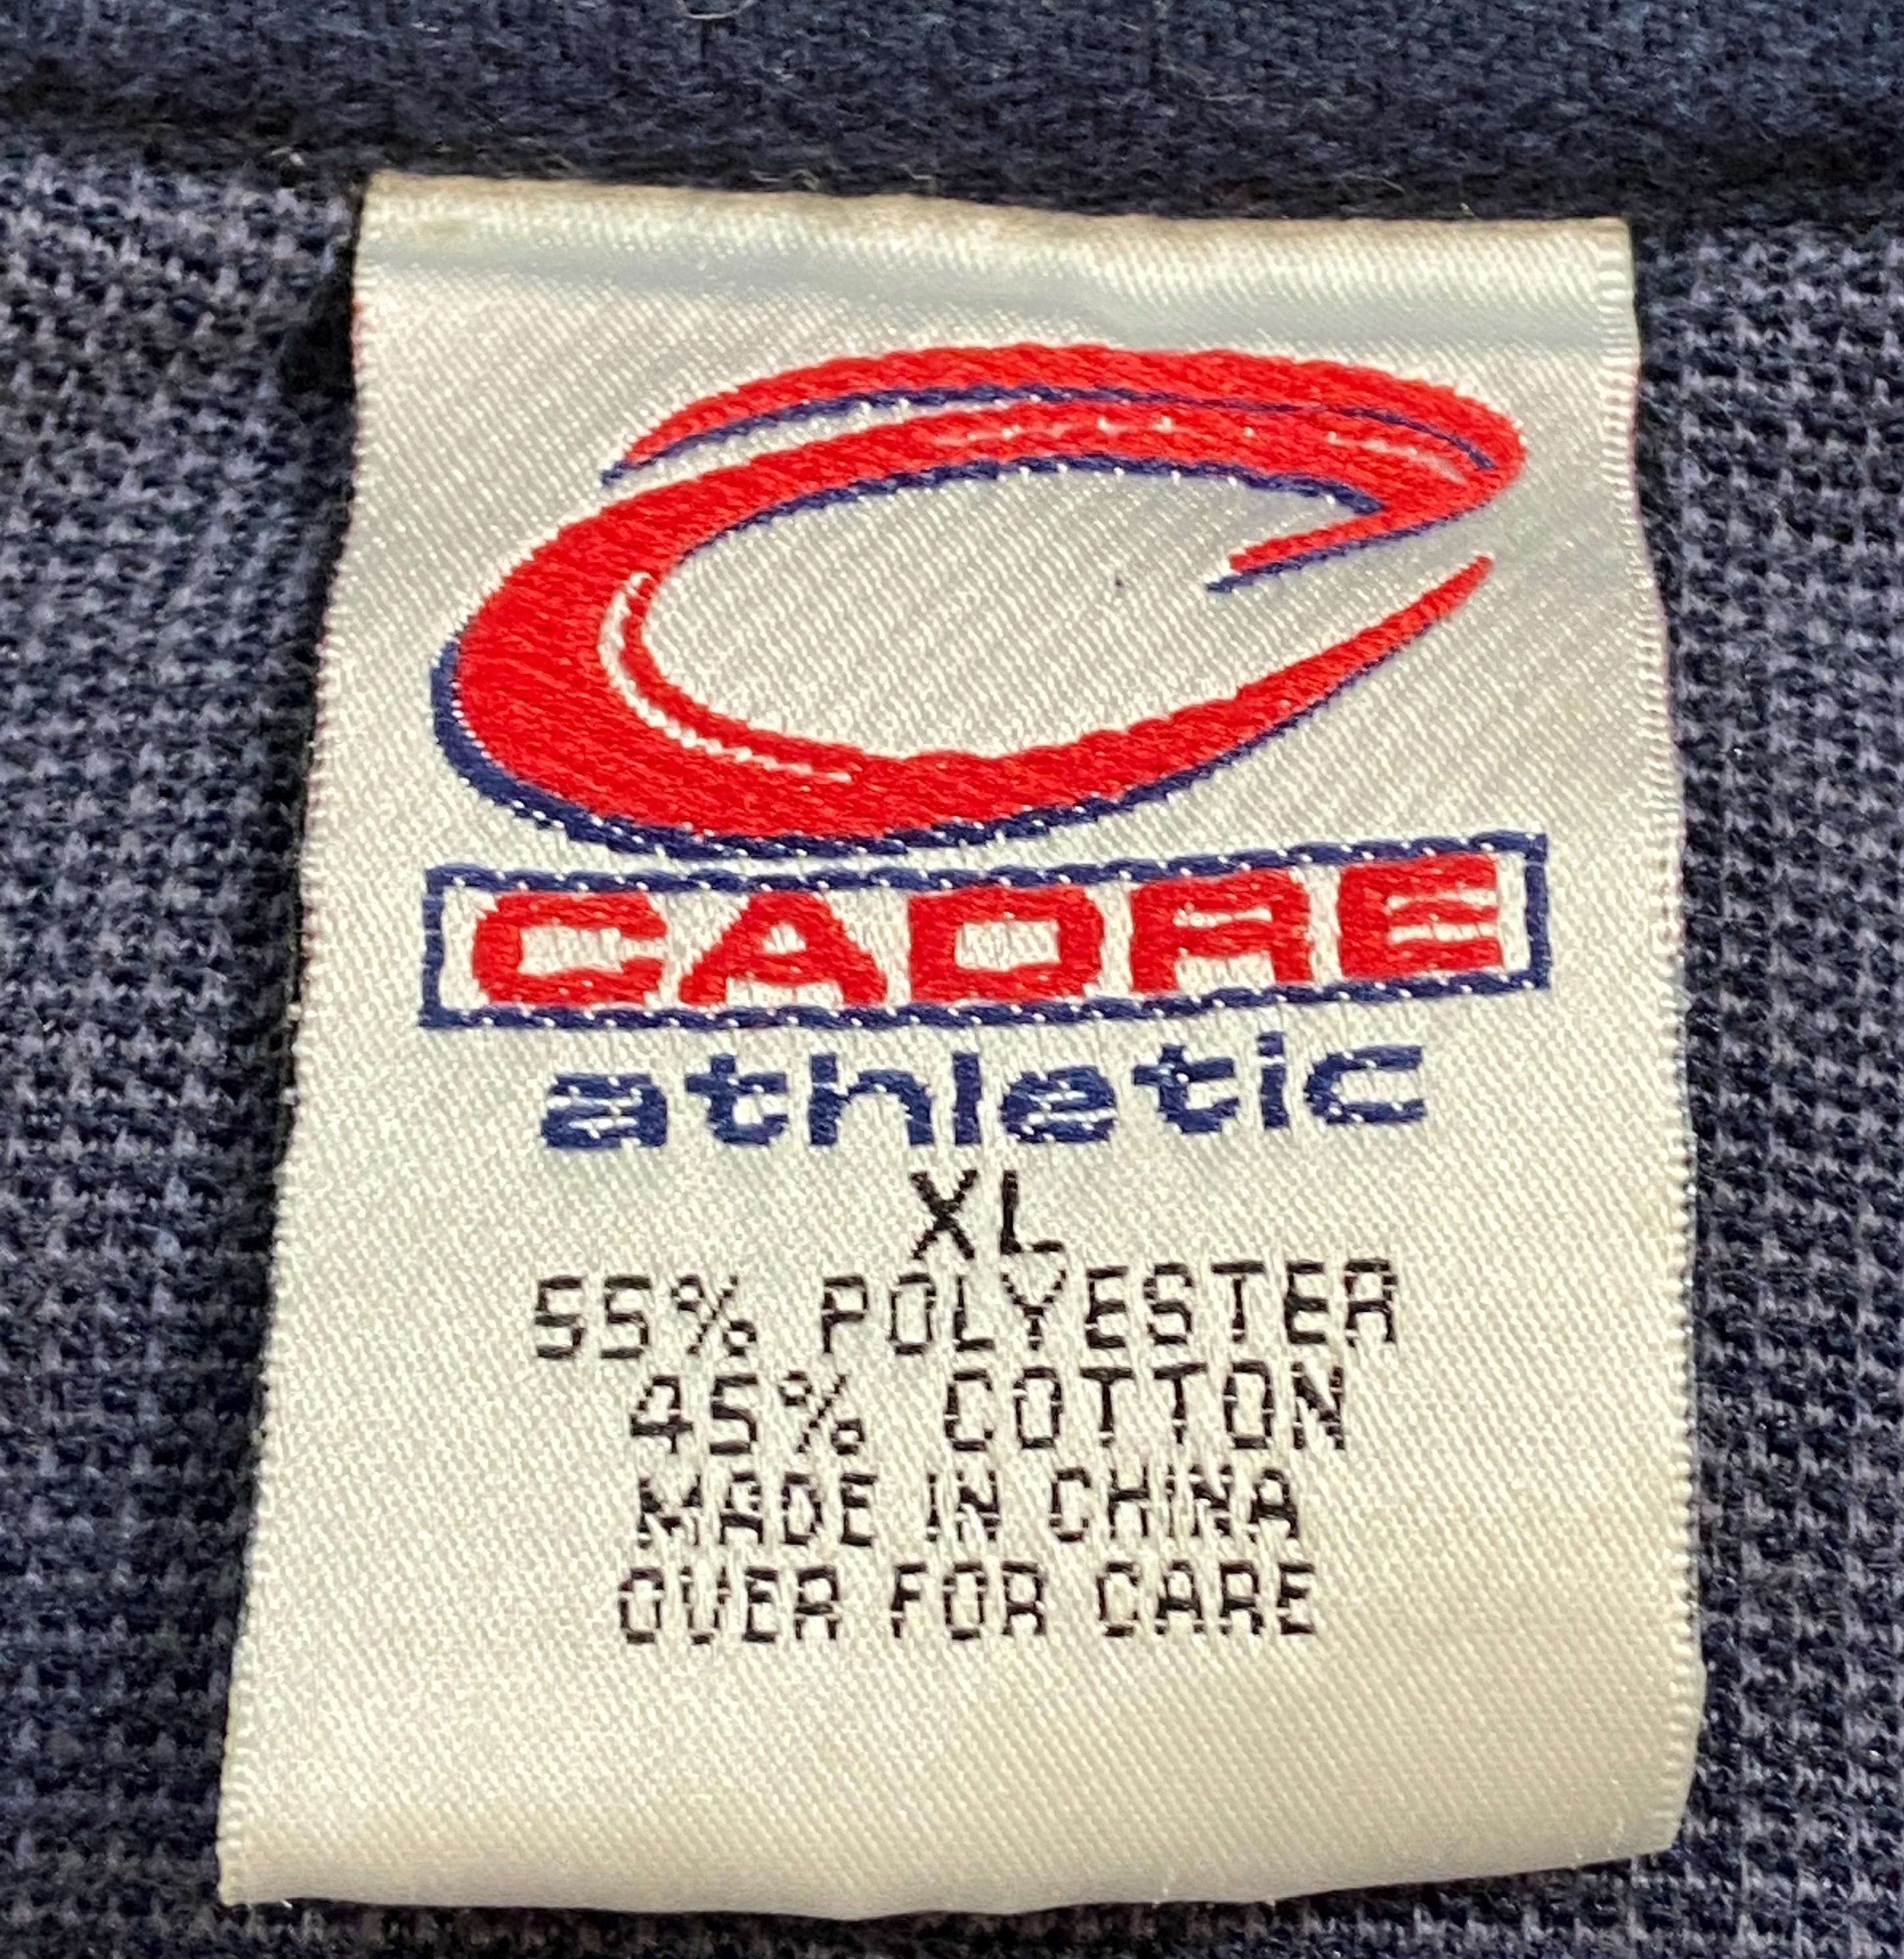 CADRE
athletic
XL
55% POLYESTER
45% COTTON
MADE IN CHINA
OVER FOR CARE